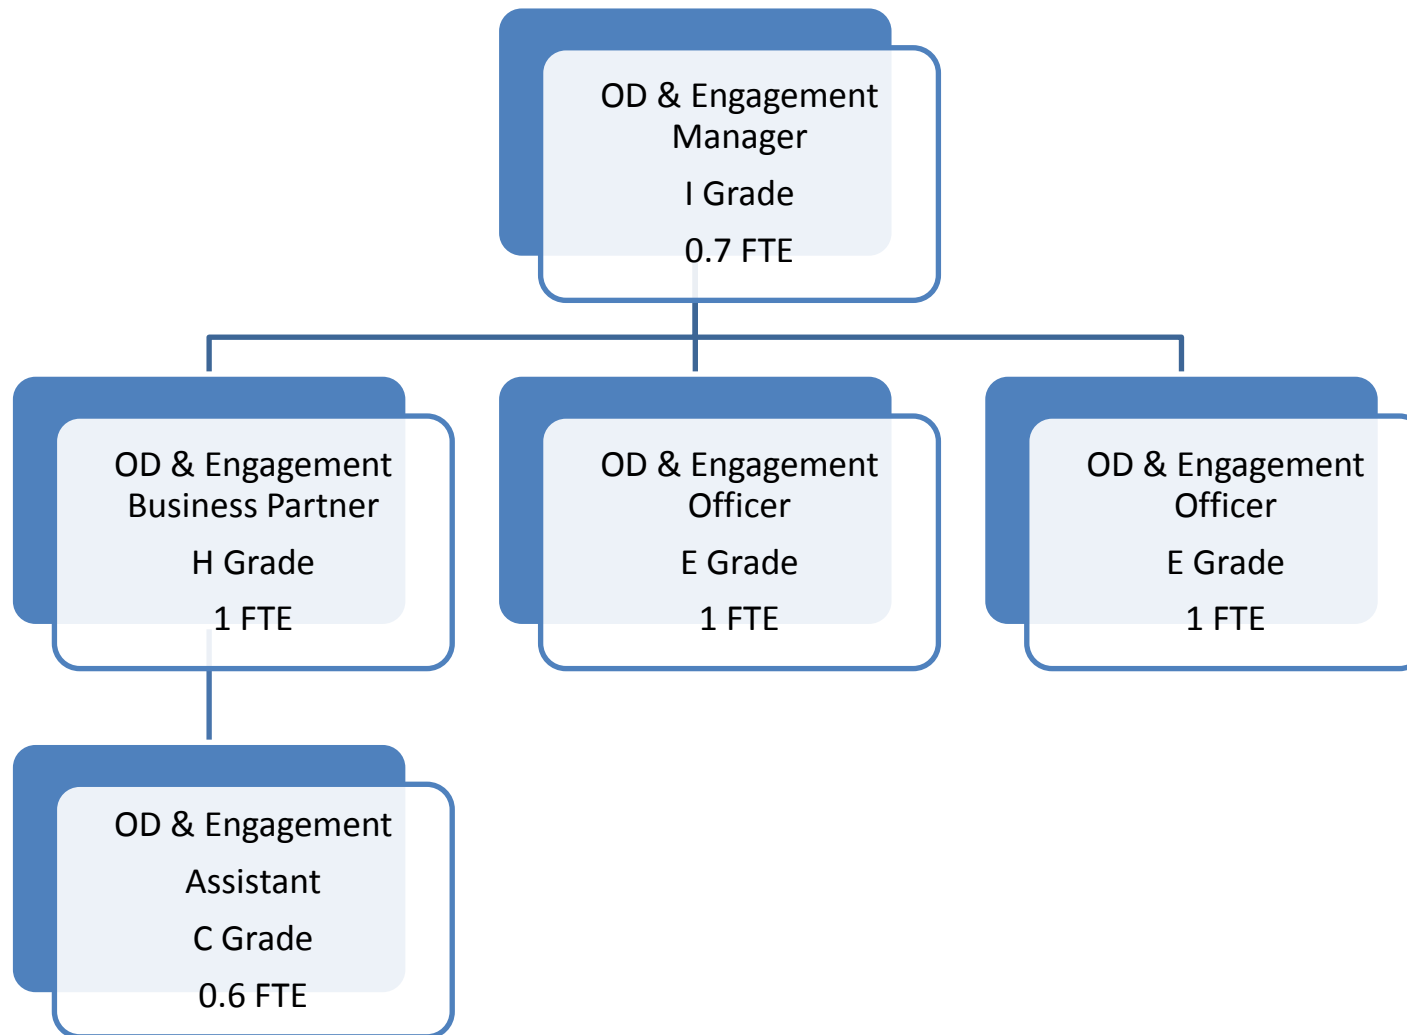 OD & Engagement
Manager
I Grade
0.7 FTE
OD & Engagement
Business Partner
H Grade
1 FTE
OD & Engagement
Officer
E Grade
1 FTE
OD & Engagement
Officer
E Grade
1 FTE
OD & Engagement
Assistant
C Grade
0.6 FTE